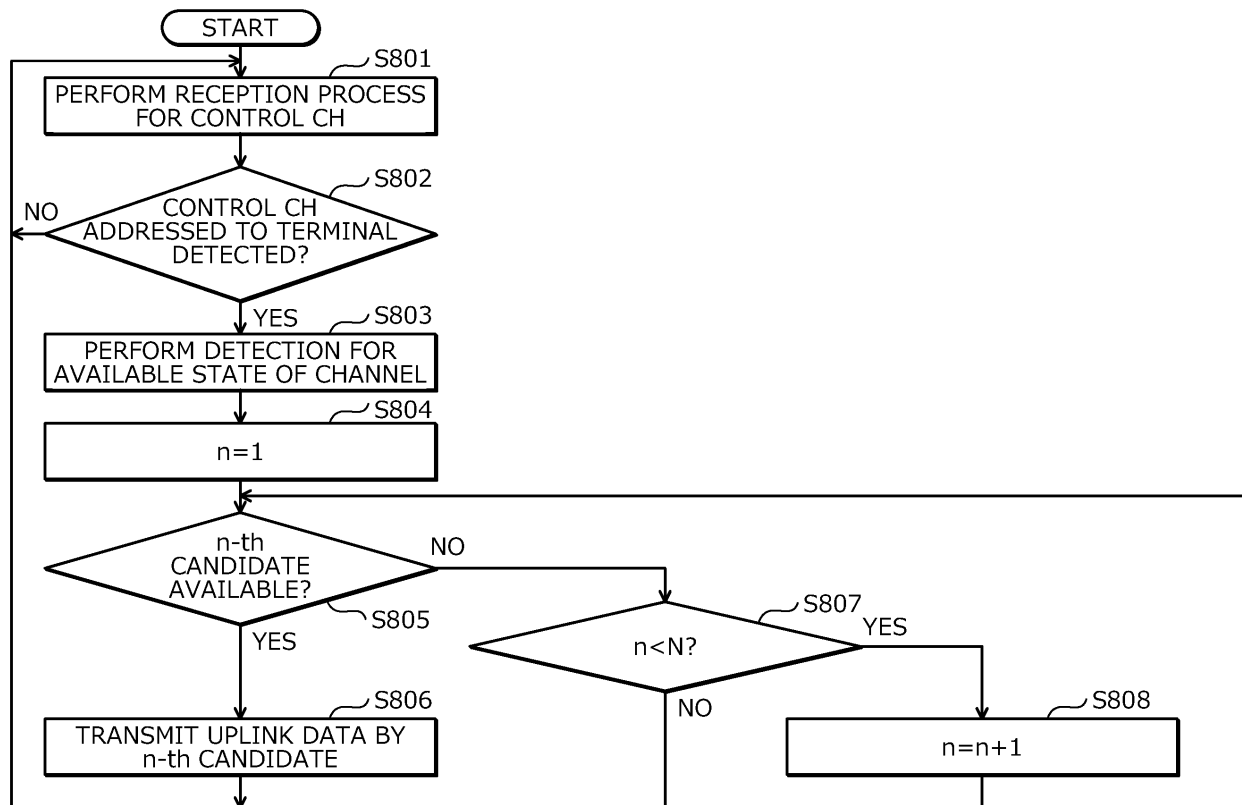 START
S801
PERFORM RECEPTION PROCESS
FOR CONTROL CH
S802
NO
CONTROL CH
ADDRESSED TO TERMINAL
DETECTED?
YES
S803
PERFORM DETECTION FOR
AVAILABLE STATE OF CHANNEL
S804
n=1
n-th
CANDIDATE
AVAILABLE?
NO
S805
YES
S807
n<N?
YES
NO
S806
TRANSMIT UPLINK DATA BY
n-th CANDIDATE
S808
n=n+1